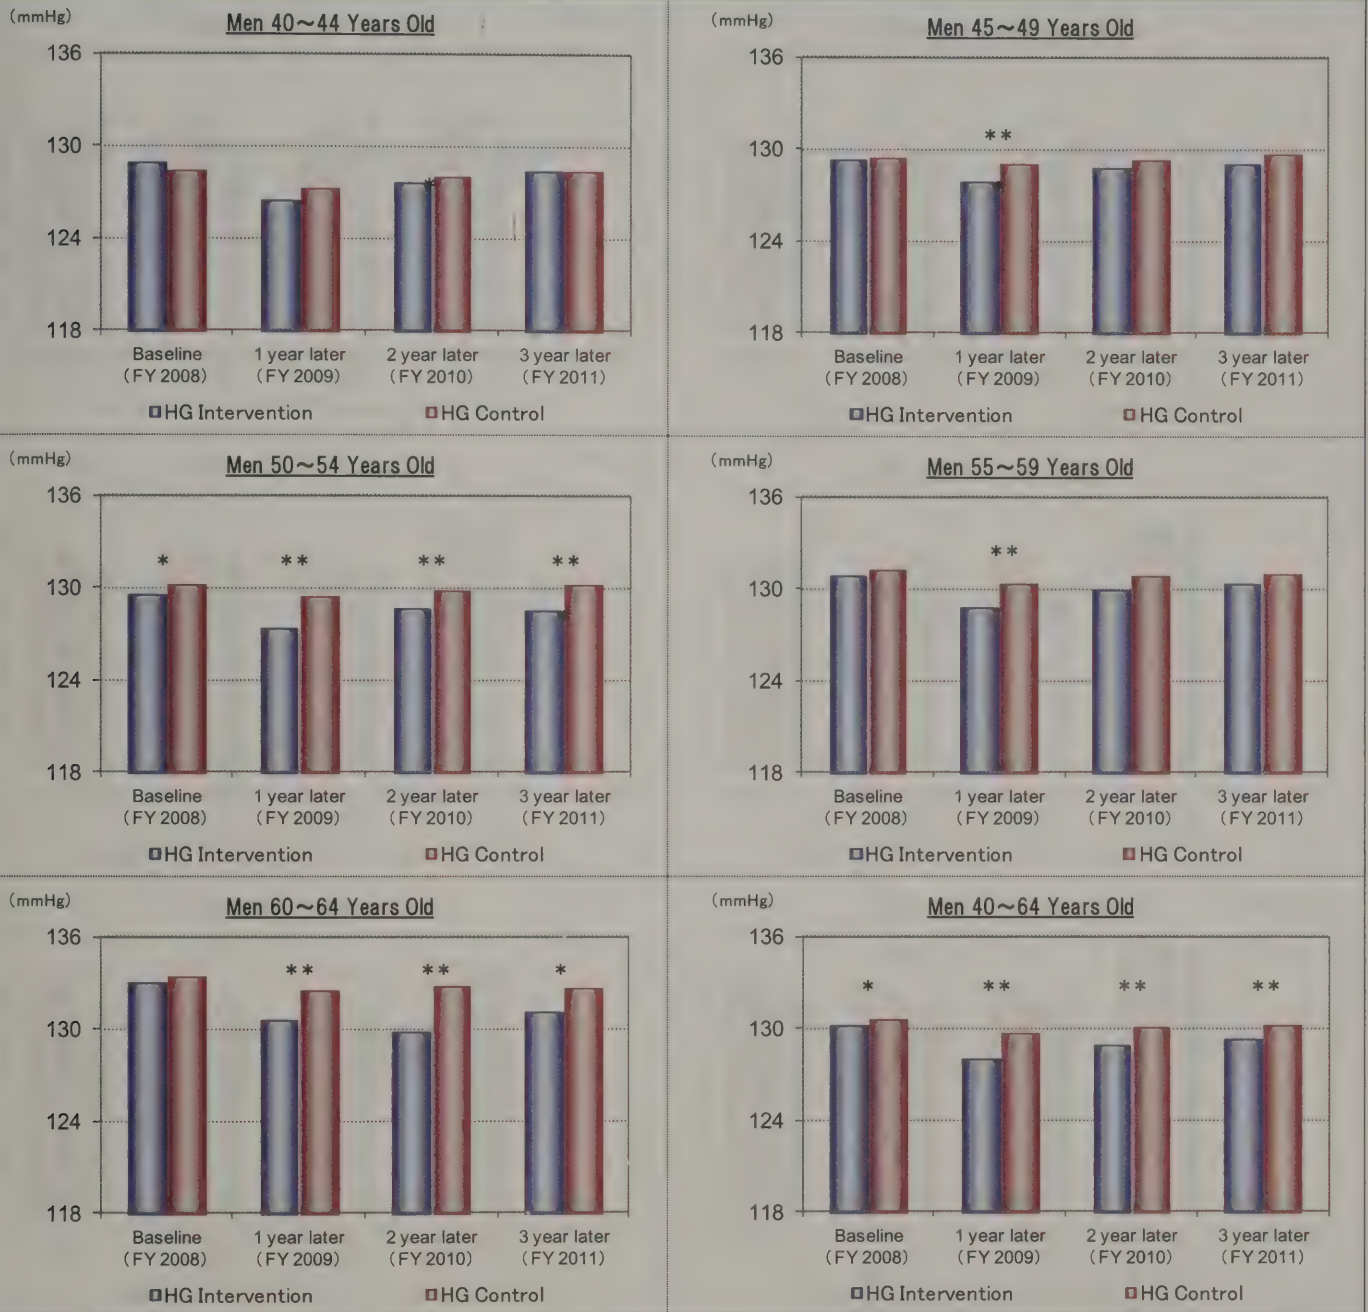 (mmHg)
Men 40～44 Years Old
136
130
124
118
*
Baseline 1 year later 2 year later 3 year later
(FY 2008) (FY 2009) (FY 2010) (FY 2011)
HG Intervention HG Control
(mmHg)
Men 45～49 Years Old
136
**
130
124
118
Baseline 1 year later 2 year later 3 year later
(FY 2008) (FY 2009) (FY 2010) (FY 2011)
HG Intervention HG Control
(mmHg)
Men 50～54 Years Old
136
* ** ** **
130
124
118
Baseline 1 year later 2 year later 3 year later
(FY 2008) (FY 2009) (FY 2010) (FY 2011)
HG Intervention HG Control
(mmHg)
Men 55～59 Years Old
136
**
130
124
118
Baseline 1 year later 2 year later 3 year later
(FY 2008) (FY 2009) (FY 2010) (FY 2011)
HG Intervention HG Control
(mmHg)
Men 60～64 Years Old
136
** ** *
130
124
118
Baseline 1 year later 2 year later 3 year later
(FY 2008) (FY 2009) (FY 2010) (FY 2011)
HG Intervention HG Control
(mmHg)
Men 40～64 Years Old
136
* ** ** **
130
124
118
Baseline 1 year later 2 year later 3 year later
(FY 2008) (FY 2009) (FY 2010) (FY 2011)
HG Intervention HG Control